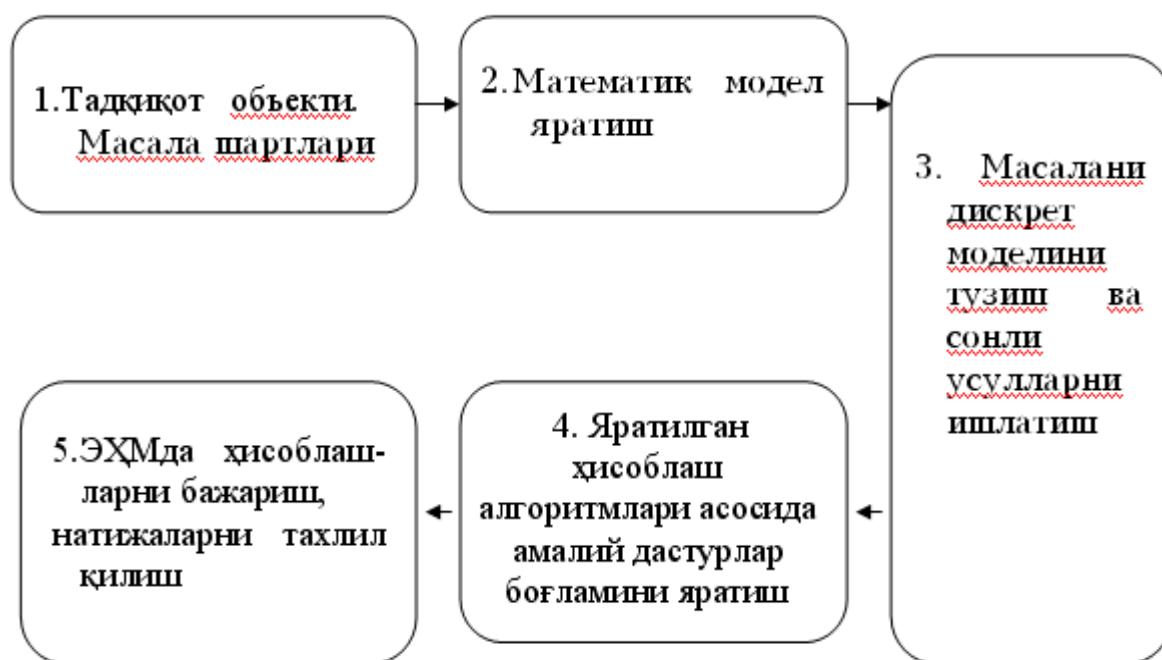 1.Тадқиқот объекти.
Масала шартлари
2.Математик модел
яратиш
3. Масалани
дискрет
моделини
тузиш ва
сонли
усулларни
ишлатиш
4. Яратилган
ҳисоблаш
алгоритмлари асосида
амалий дастурлар
боғламини яратиш
5.ЭҲМда ҳисоблаш-
ларни бажариш,
натижаларни тахлил
қилиш